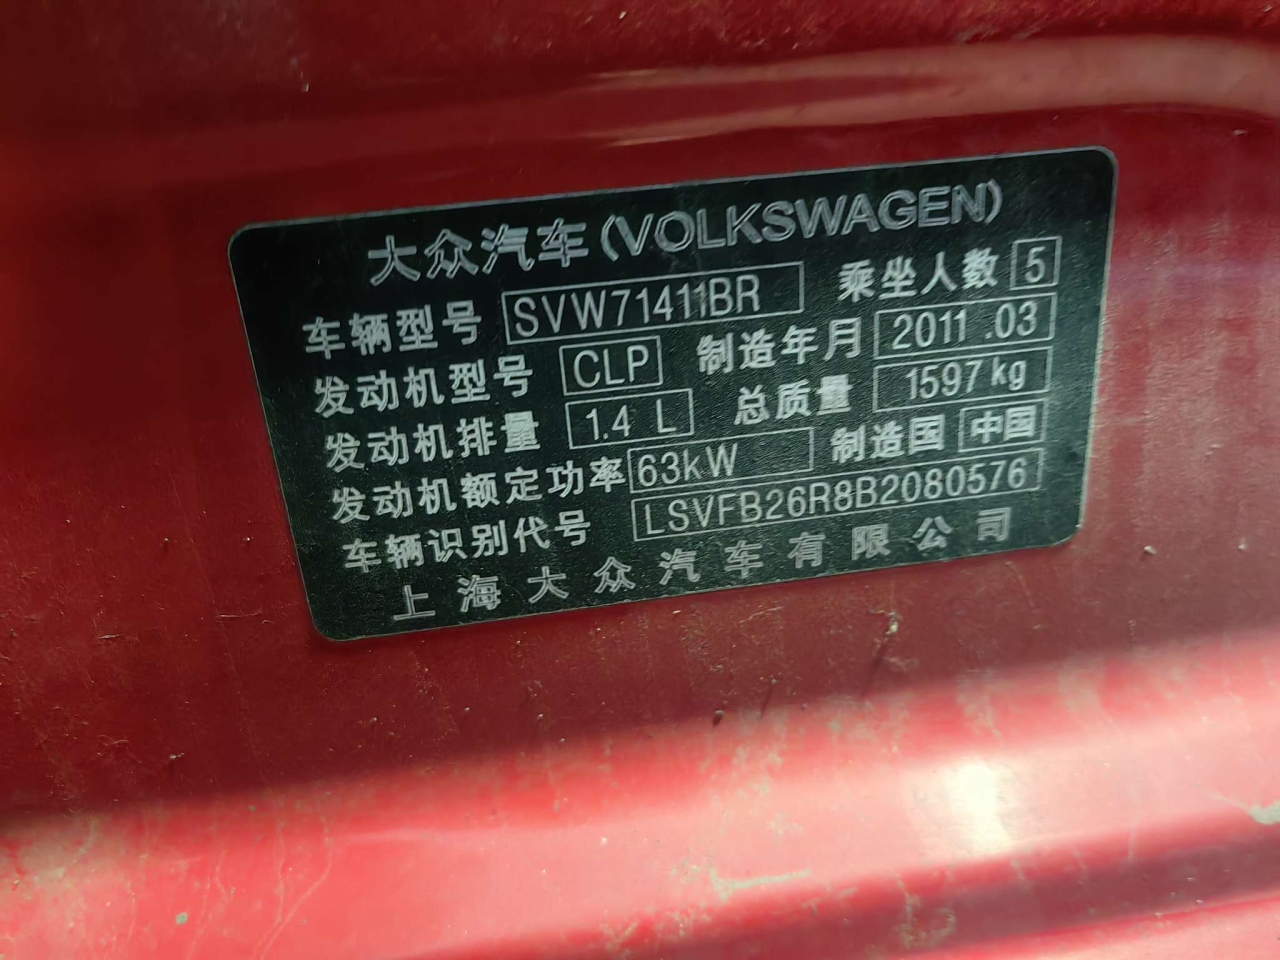 大众汽车(VOLKSWAGEN)
车辆型号 SVW71411BR 乘坐人数 5
发动机型号 CLP 制造年月 2011.03
发动机排量 1.4 L 总质量 1597kg
发动机额定功率 63kW 制造国 中国
车辆识别代号 LSVFB26R8B2080576
上海大众汽车有限公司